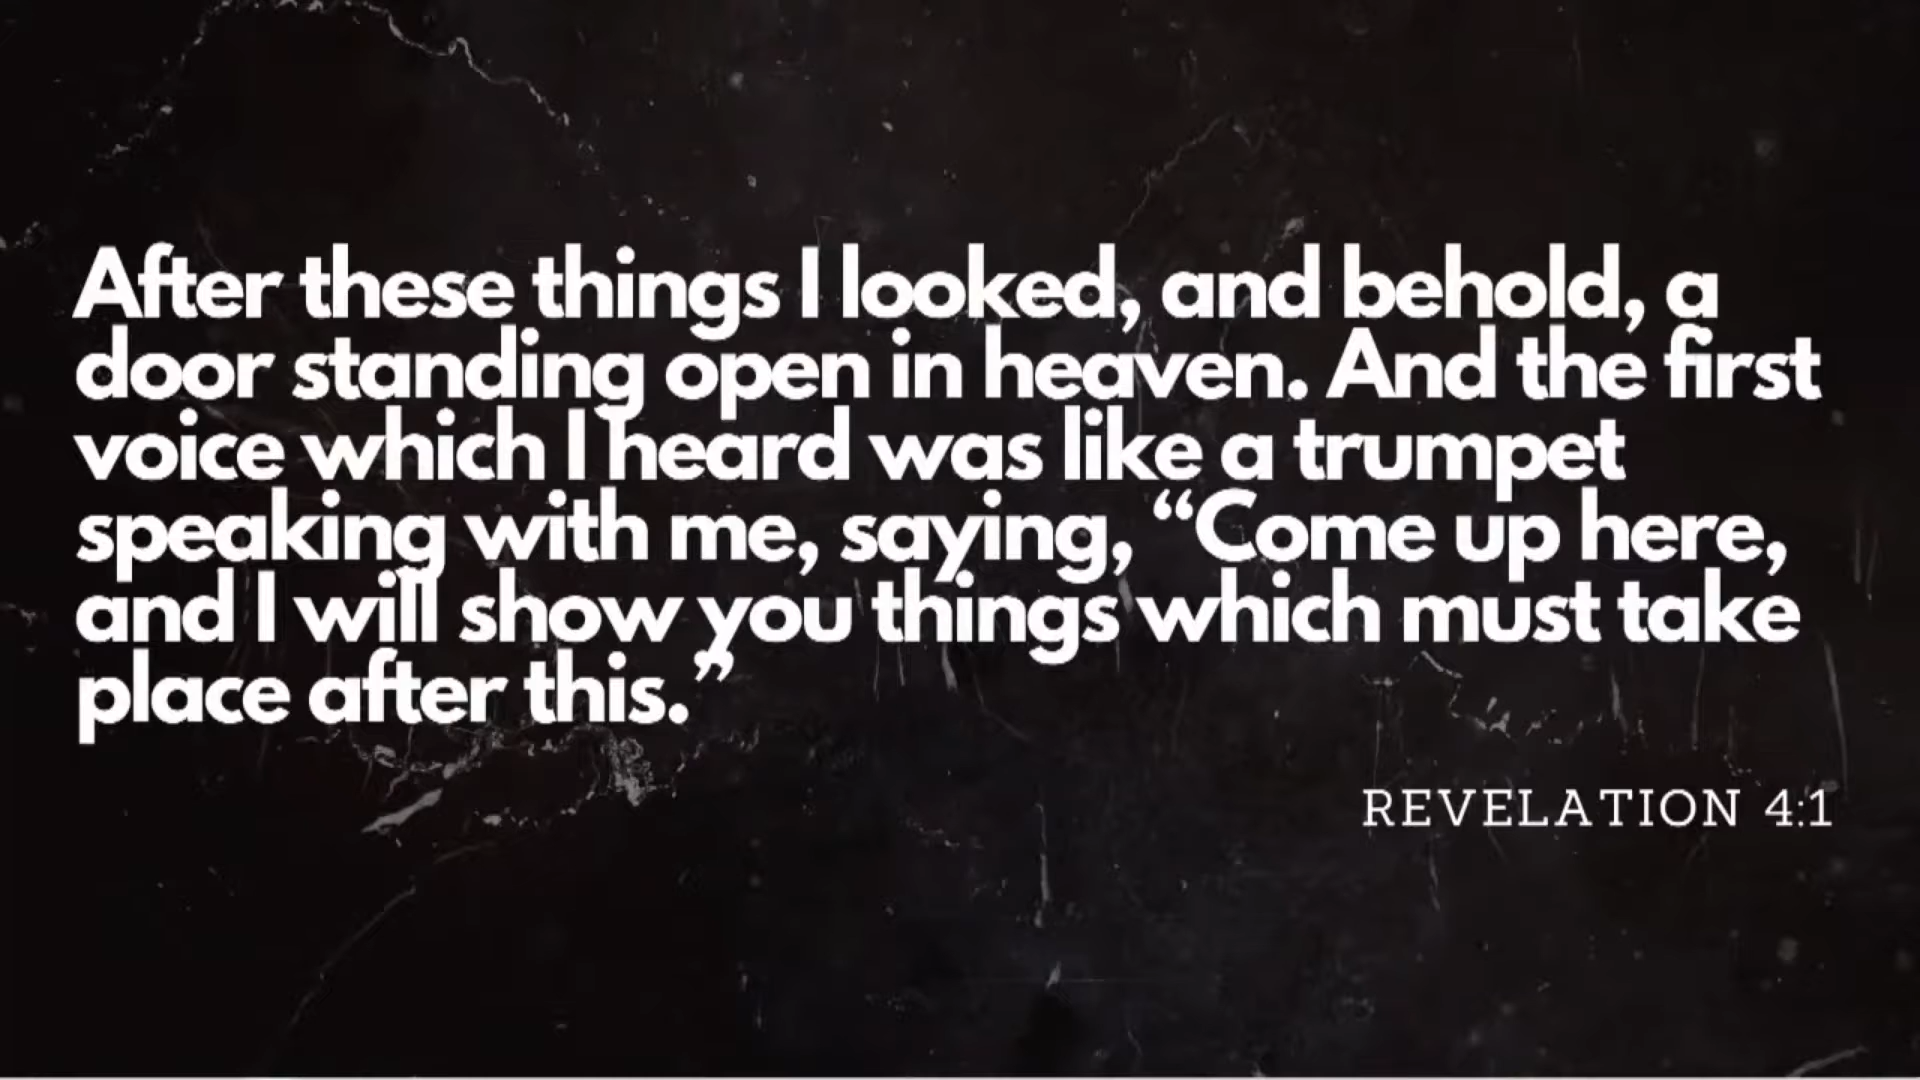 After these things I looked, and behold, a
door standing open in heaven. And the first
voice which I heard was like a trumpet
speaking with me, saying, “Come up here,
and I will show you things which must take
place after this.”
REVELATION 4:1